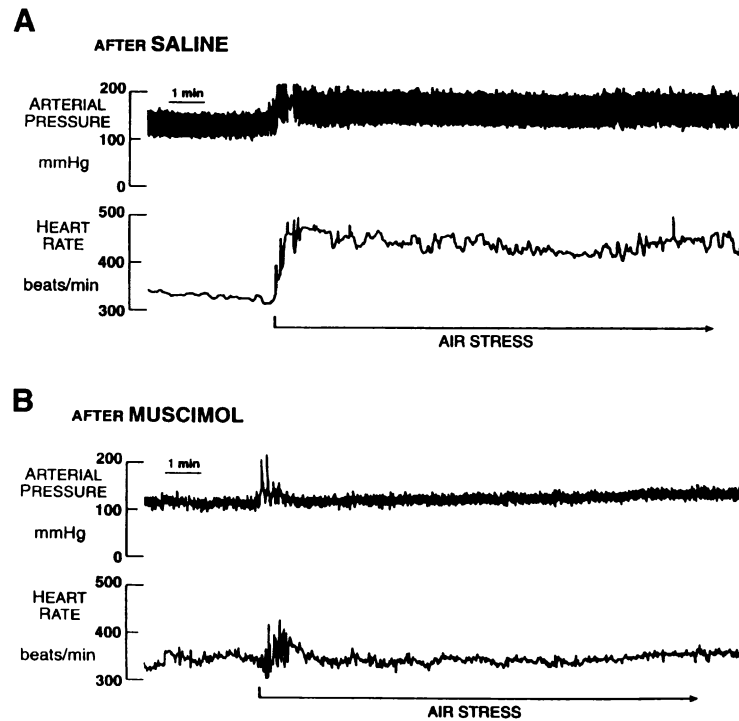 A
AFTER SALINE
200
1 min
ARTERIAL
PRESSURE
100
mmHg
0
500
HEART
RATE
400
beats/min
300
AIR STRESS
B
AFTER MUSCIMOL
200
1 min
ARTERIAL
PRESSURE
100
mmHg
0
500
HEART
RATE
400
beats/min
300
AIR STRESS